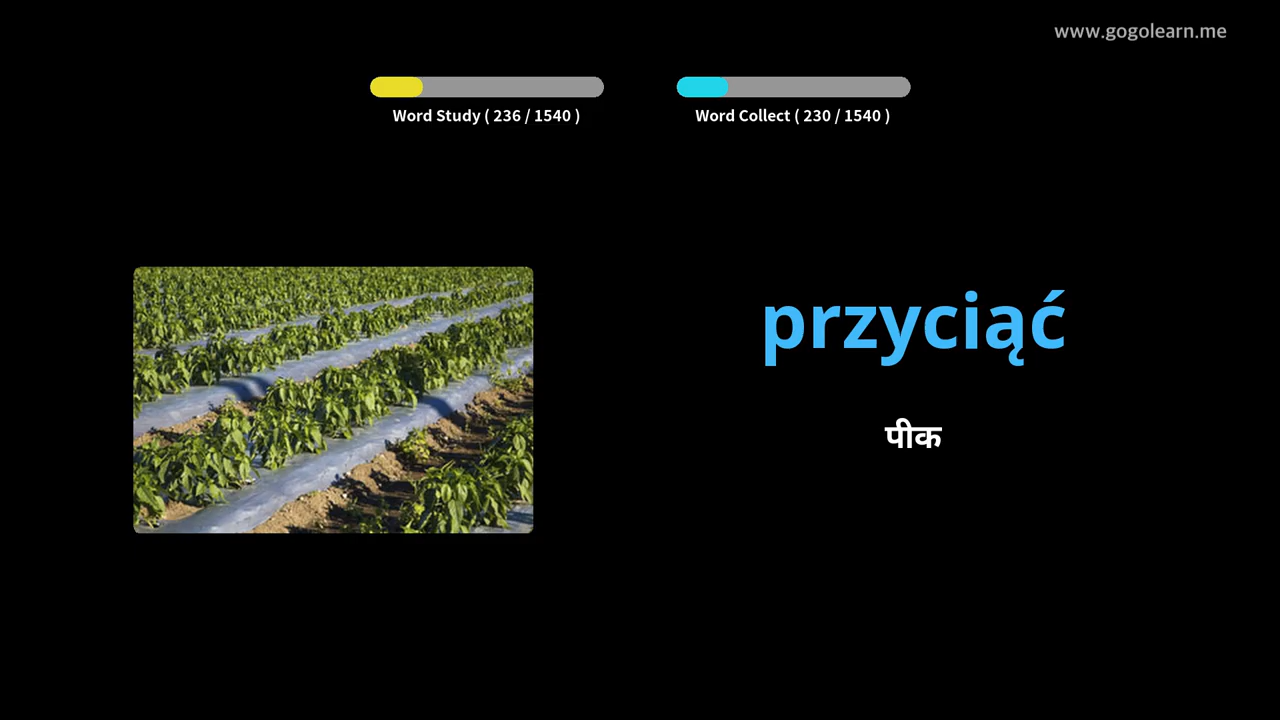 www.gogolearn.me
Word Study ( 236 / 1540 )
Word Collect ( 230 / 1540 )
przyciąć
पीक